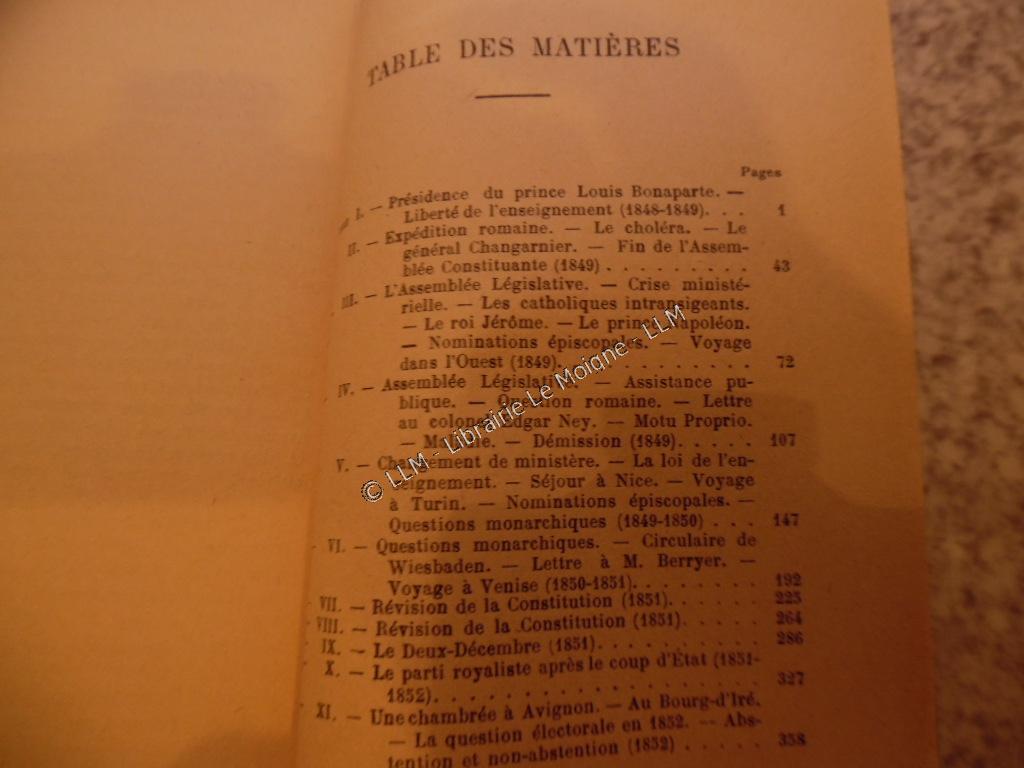 TABLE DES MATIÈRES
Pages
I. — Présidence du prince Louis Bonaparte. —
Liberté de l'enseignement (1848-1849). . . 1
II. — Expédition romaine. — Le choléra. — Le
général Changarnier. — Fin de l'Assem-
blée Constituante (1849) . . . . . . . . . 43
III. — L'Assemblée Législative. — Crise ministé-
rielle. — Les catholiques intransigeants.
— Le roi Jérôme. — Le prince Napoléon.
— Nominations épiscopales. — Voyage
dans l'Ouest (1849). . . . . . . . . . . . 72
IV. — Assemblée Législative. — Assistance pu-
blique. — Question romaine. — Lettre
au colonel Edgar Ney. — Motu Proprio.
— — Démission (1849). . . . . 107
V. — Changement de ministère. — La loi de l'en-
seignement. — Séjour à Nice. — Voyage
à Turin. — Nominations épiscopales. —
Questions monarchiques (1849-1850) . . . 147
VI. — Questions monarchiques. — Circulaire de
Wiesbaden. — Lettre à M. Berryer. —
Voyage à Venise (1850-1851). . . . . . . . 192
VII. — Révision de la Constitution (1851). . . . . . 225
VIII. — Révision de la Constitution (1851). . . . . 264
IX. — Le Deux-Décembre (1851). . . . . . . . . . 286
X. — Le parti royaliste après le coup d'État (1851-
1852). . . . . . . . . . . . . . . . . . . 327
XI. — Une chambrée à Avignon. — Au Bourg-d'Iré.
— La question électorale en 1852. — Abs-
tention et non-abstention (1852) . . . . . 358
© LLM - Librairie Le Moigne - LLM